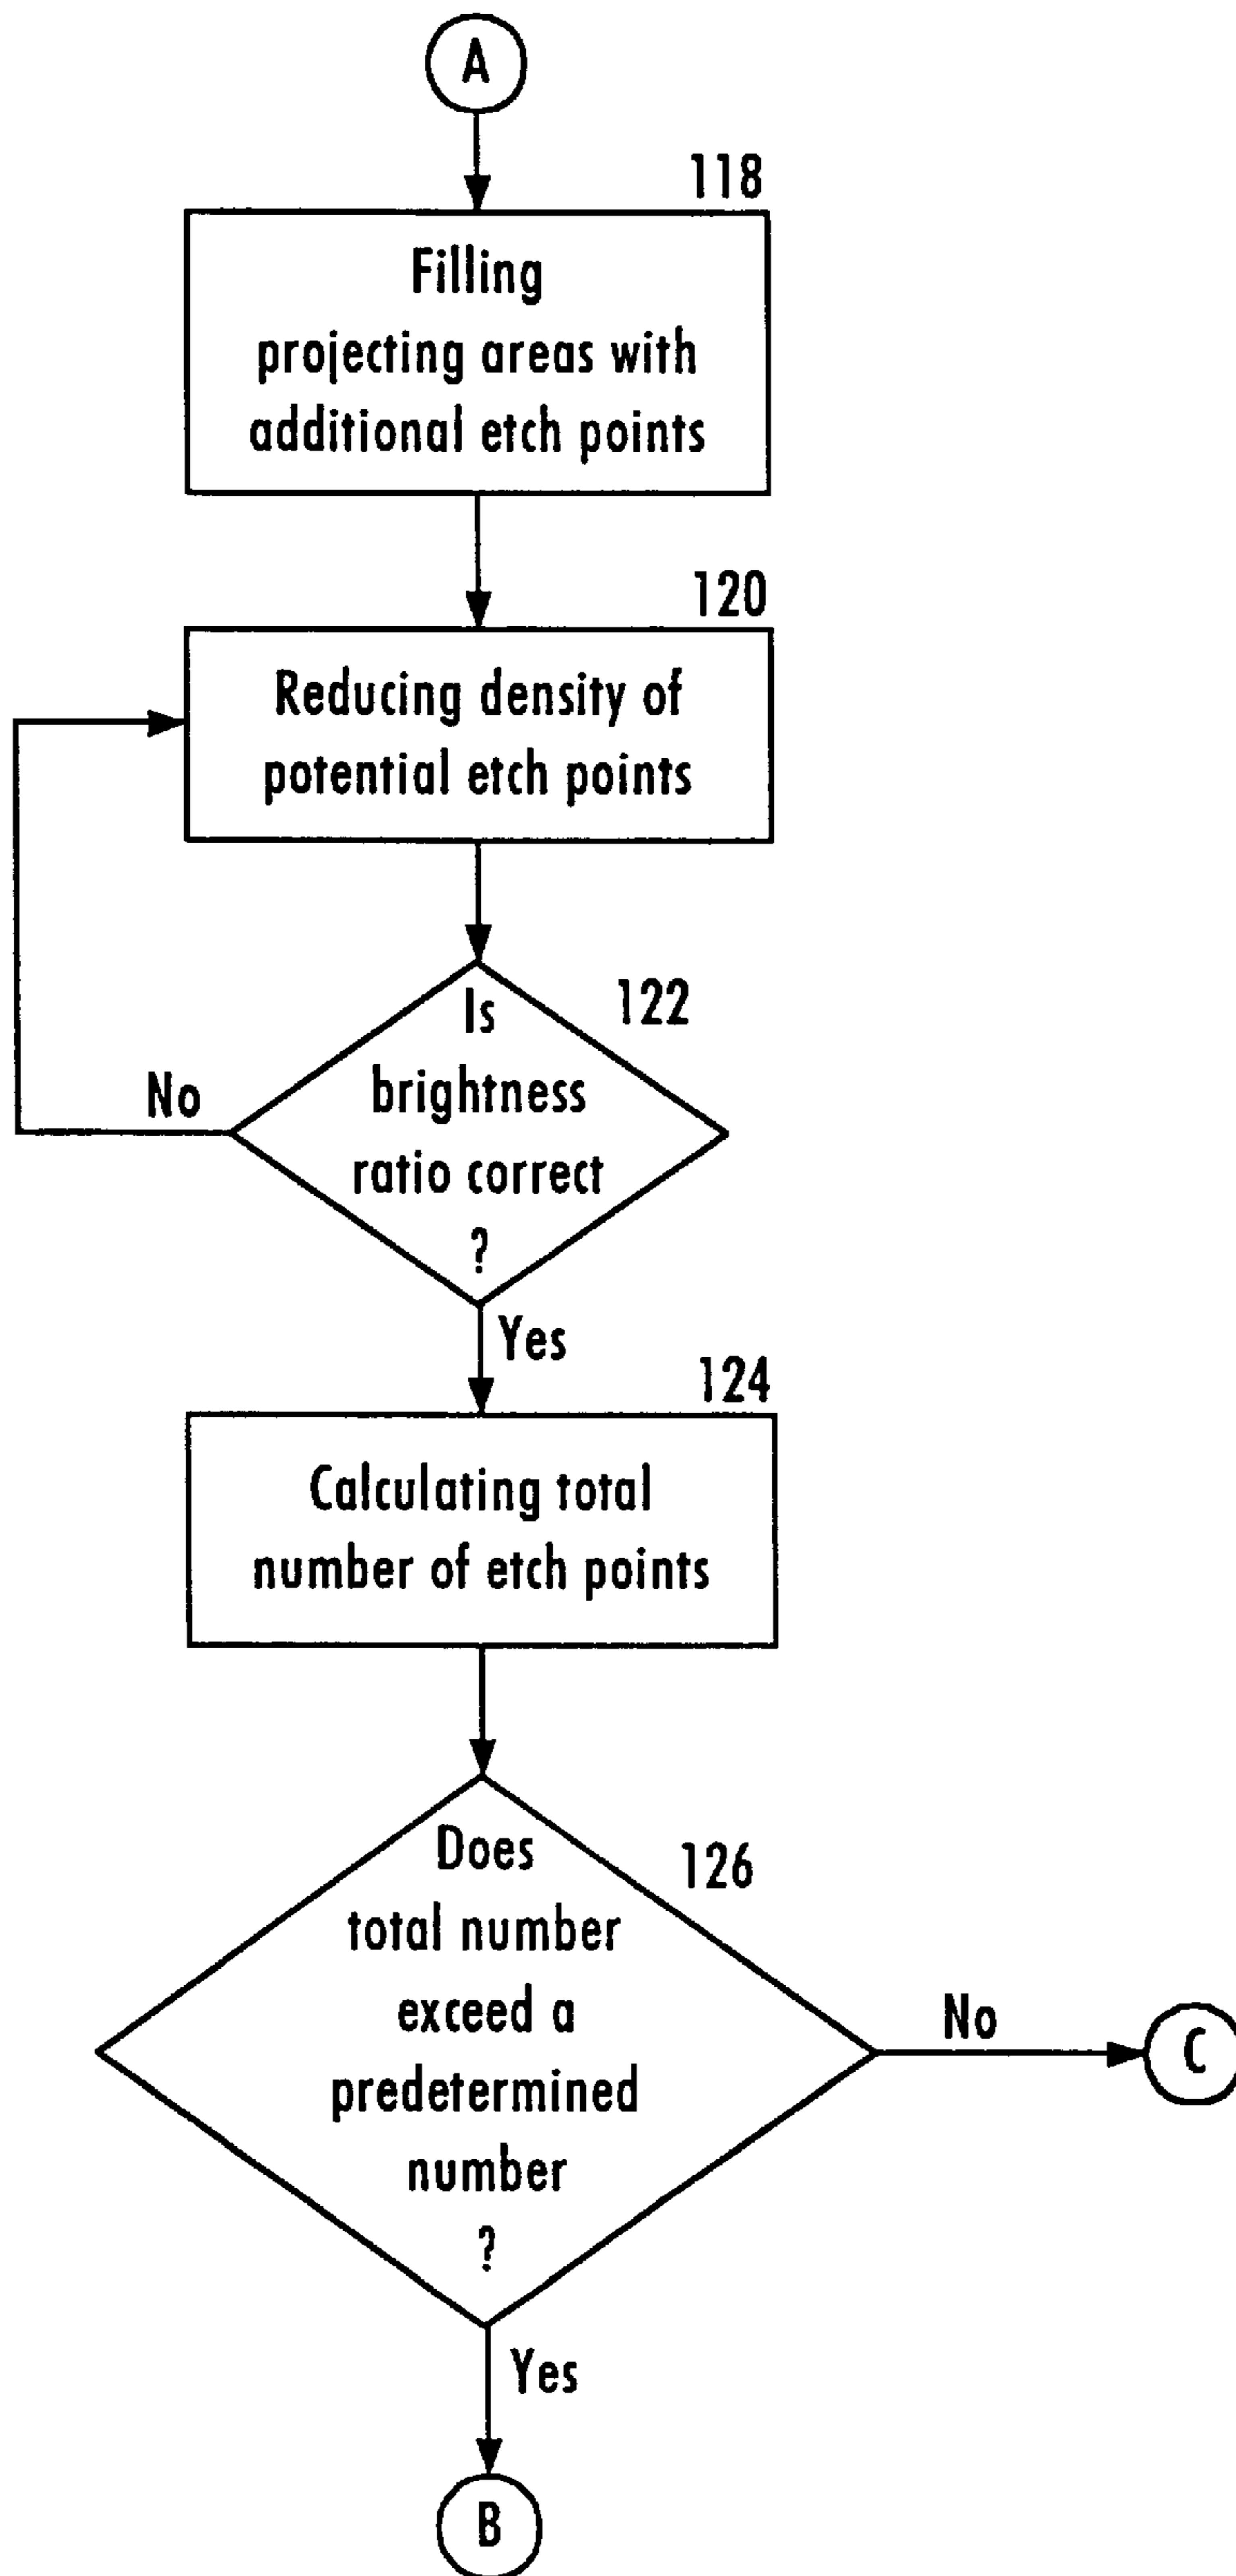 A
118
Filling
projecting areas with
additional etch points
120
Reducing density of
potential etch points
122
Is
brightness
ratio correct
?
No
Yes
124
Calculating total
number of etch points
126
Does
total number
exceed a
predetermined
number
?
No
C
Yes
B